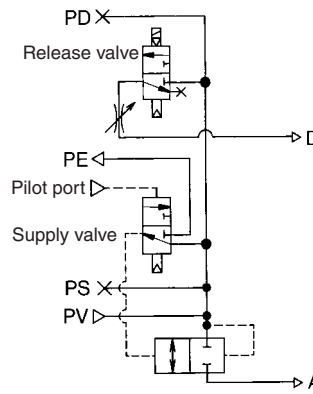 PD
Release valve
D
PE
Pilot port
Supply valve
PS
PV
A